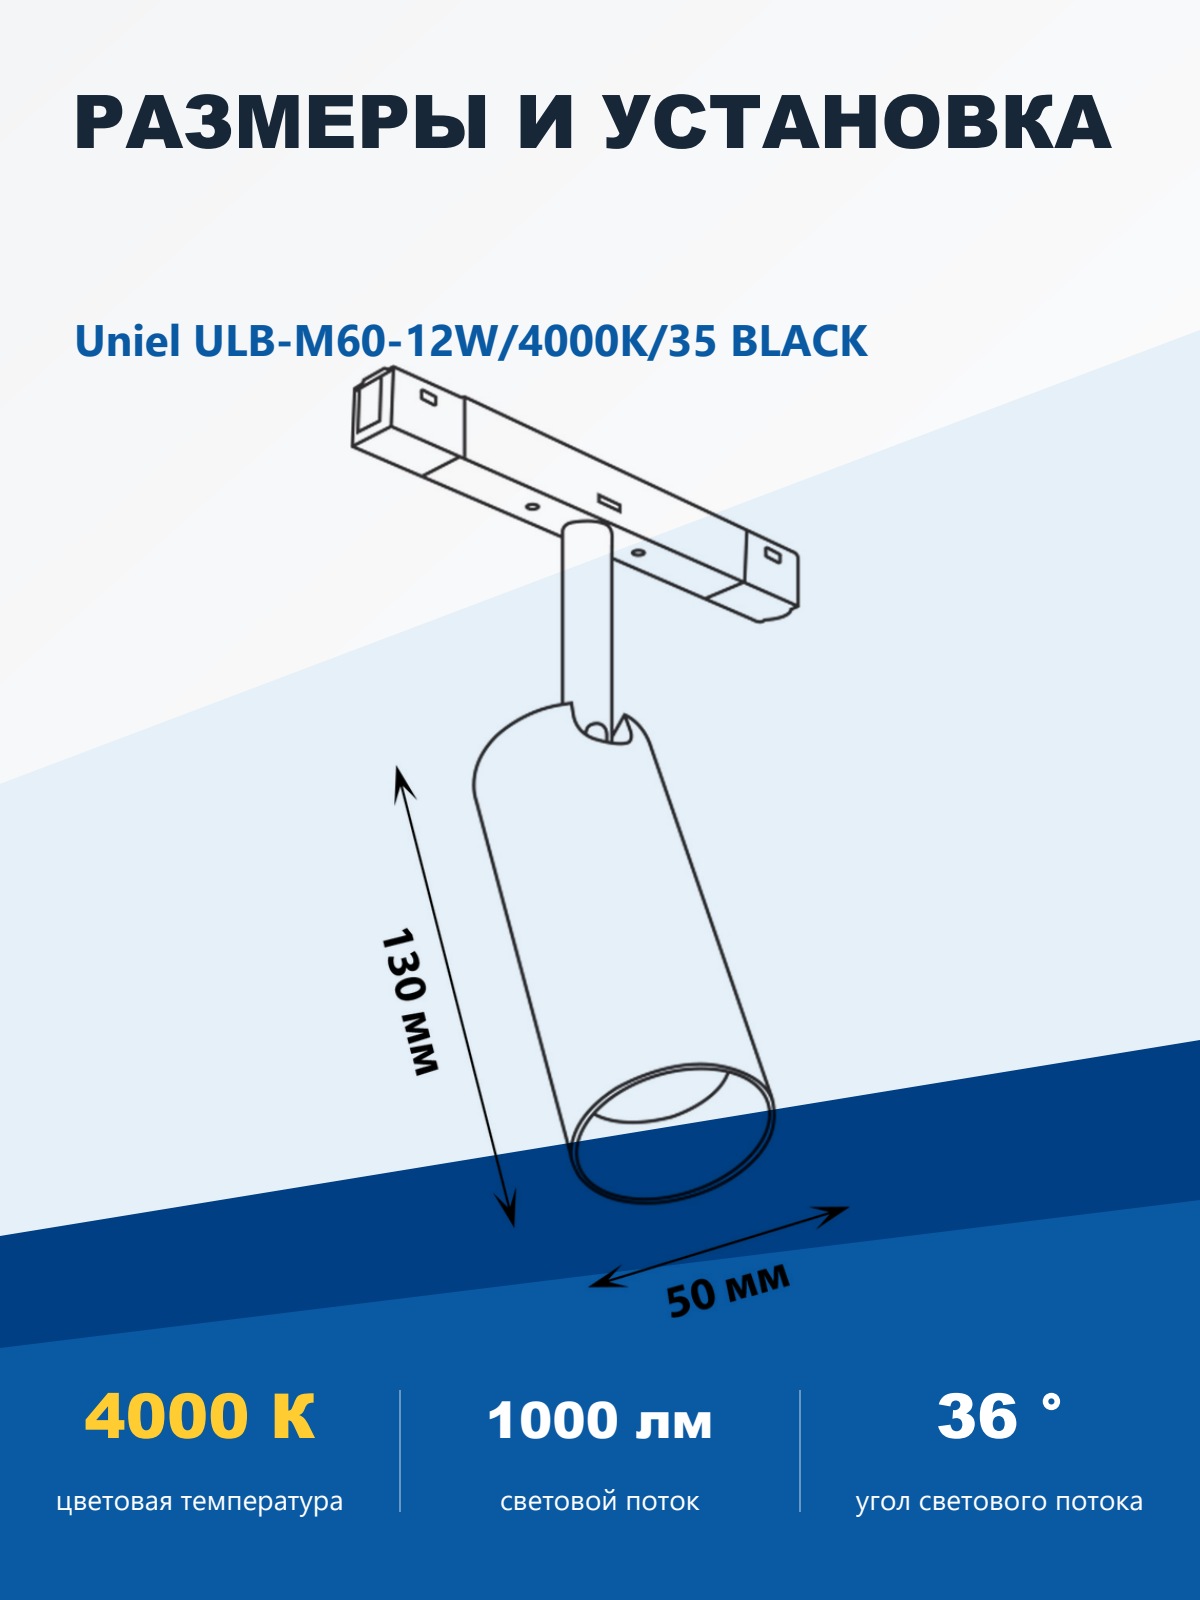 РАЗМЕРЫ И УСТАНОВКА
Uniel ULB-M60-12W/4000K/35 BLACK
130 мм
50 мм
4000 К
цветовая температура
1000 лм
световой поток
36 °
угол светового потока